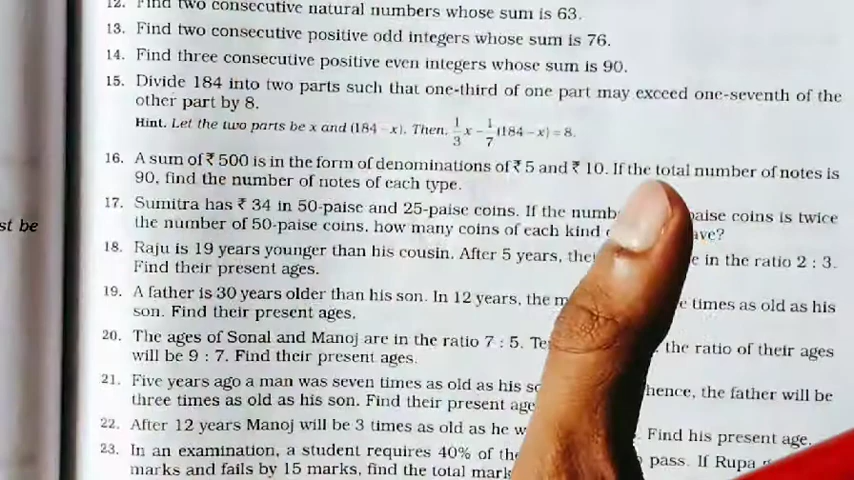 12. Find two consecutive natural numbers whose sum is 63.
13. Find two consecutive positive odd integers whose sum is 76.
14. Find three consecutive positive even integers whose sum is 90.
15. Divide 184 into two parts such that one-third of one part may exceed one-seventh of the
other part by 8.
Hint. Let the two parts be x and (184 - x). Then, 1/3 x - 1/7 (184 - x) = 8.
16. A sum of ₹ 500 is in the form of denominations of ₹ 5 and ₹ 10. If the total number of notes is
90, find the number of notes of each type.
17. Sumitra has ₹ 34 in 50-paise and 25-paise coins. If the paise coins is twice
st be the number of 50-paise coins, how many coins of each kind
18. Raju is 19 years younger than his cousin. After 5 years, in the ratio 2 : 3.
Find their present ages.
19. A father is 30 years older than his son. In 12 years, the times as old as his
son. Find their present ages.
20. The ages of Sonal and Manoj are in the ratio 7 : 5. the ratio of their ages
will be 9 : 7. Find their present ages.
21. Five years ago a man was seven times as old as his hence, the father will be
three times as old as his son. Find their present
22. After 12 years Manoj will be 3 times as old as he Find his present age.
23. In an examination, a student requires 40% of pass. If Rupa
marks and fails by 15 marks, find the total